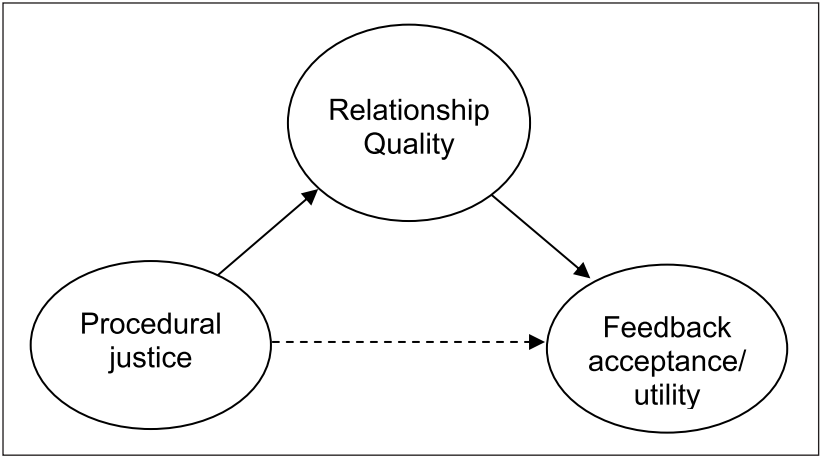 Relationship
Quality
Procedural
justice
Feedback
acceptance/
utility